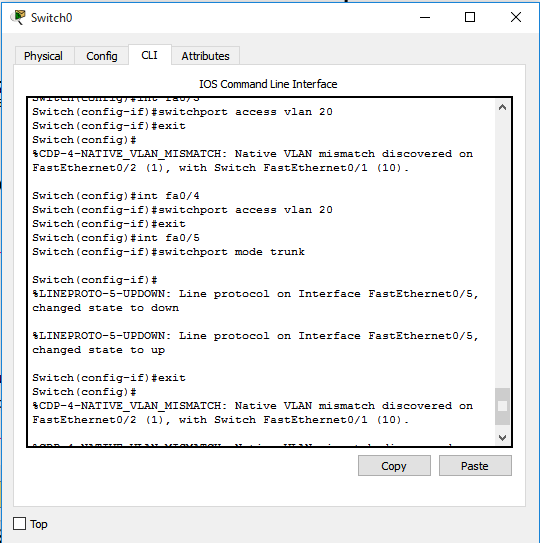 Switch0
Physical
Config
CLI
Attributes
IOS Command Line Interface
Switch(config)#int fa0/3
Switch(config-if)#switchport access vlan 20
Switch(config-if)#exit
Switch(config)#
%CDP-4-NATIVE_VLAN_MISMATCH: Native VLAN mismatch discovered on
FastEthernet0/2 (1), with Switch FastEthernet0/1 (10).
Switch(config)#int fa0/4
Switch(config-if)#switchport access vlan 20
Switch(config-if)#exit
Switch(config)#int fa0/5
Switch(config-if)#switchport mode trunk
Switch(config-if)#
%LINEPROTO-5-UPDOWN: Line protocol on Interface FastEthernet0/5,
changed state to down
%LINEPROTO-5-UPDOWN: Line protocol on Interface FastEthernet0/5,
changed state to up
Switch(config-if)#exit
Switch(config)#
%CDP-4-NATIVE_VLAN_MISMATCH: Native VLAN mismatch discovered on
FastEthernet0/2 (1), with Switch FastEthernet0/1 (10).
Copy
Paste
Top